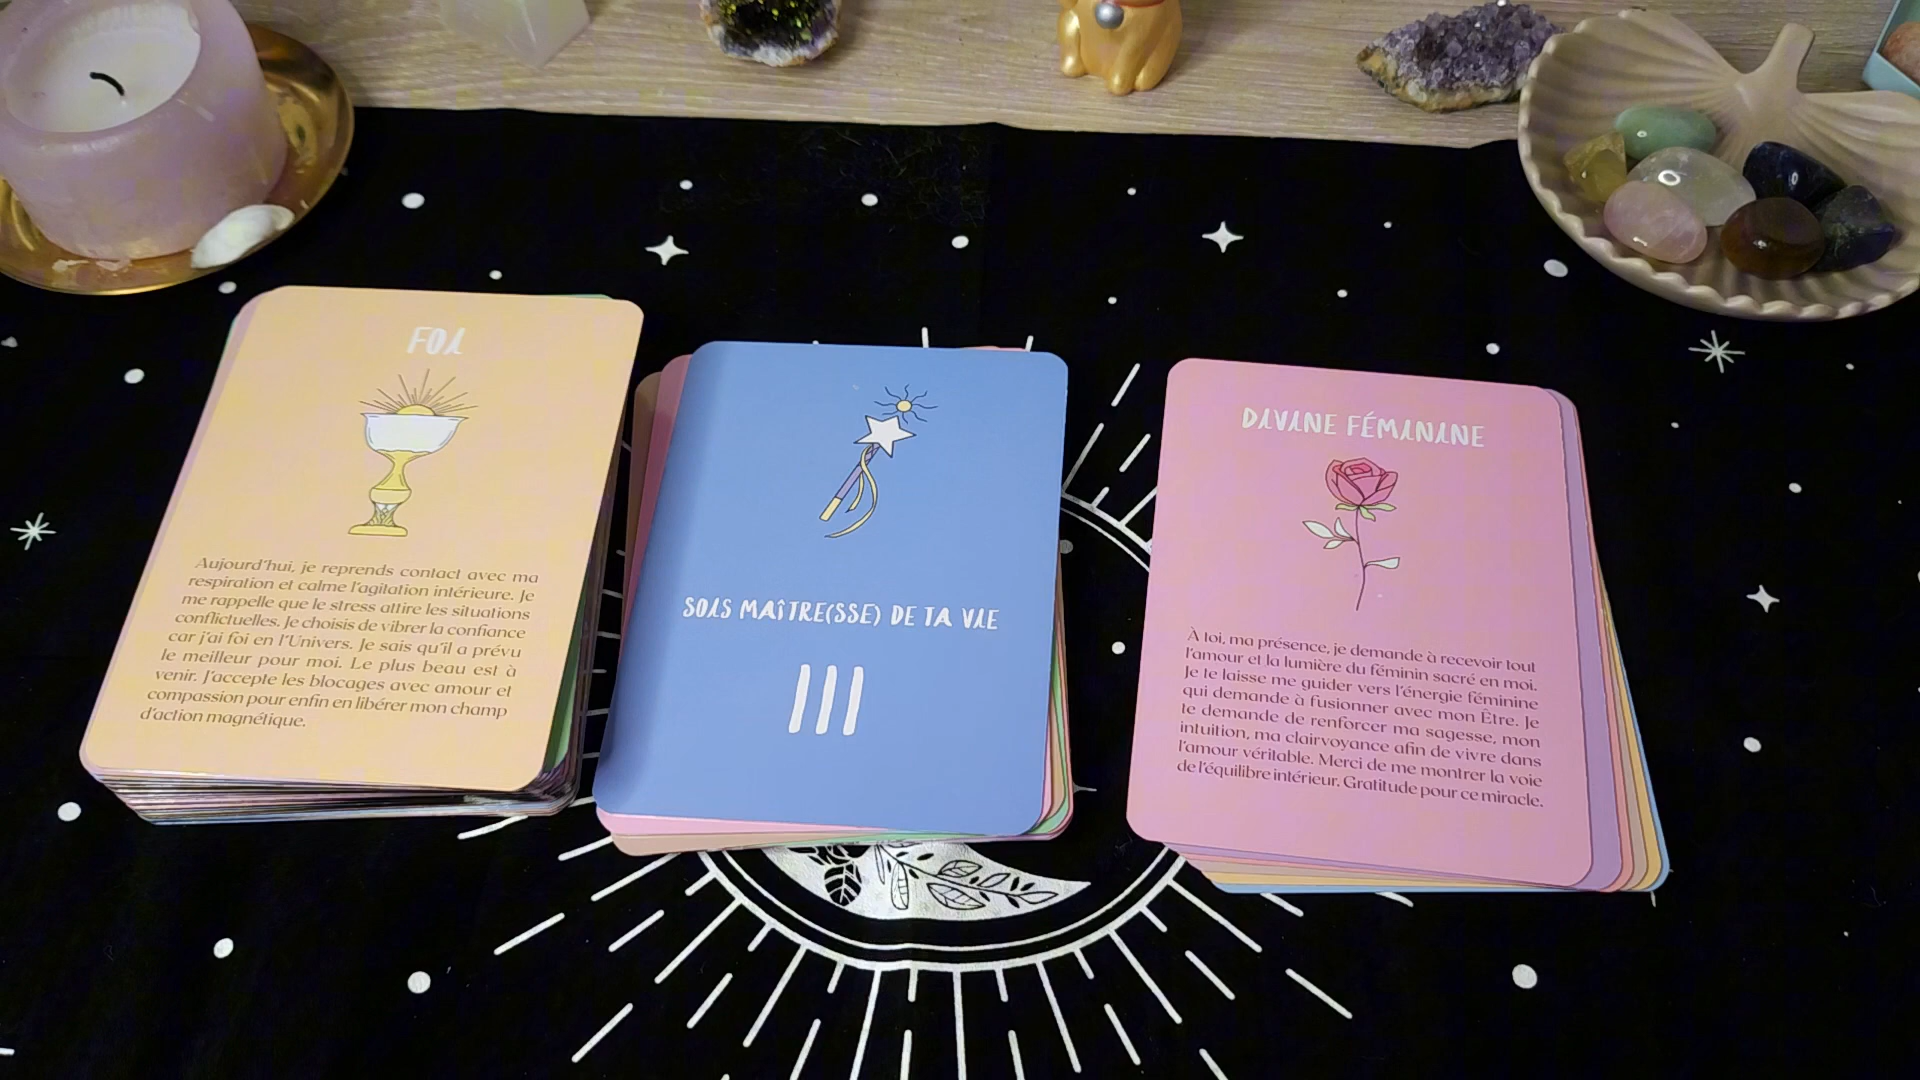 FOI
Aujourd'hui, je reprends contact avec ma
respiration et calme l'agitation intérieure. Je
me rappelle que le stress attire les situations
conflictuelles. Je choisis de vibrer la confiance
car j'ai foi en l'Univers. Je sais qu'il a prévu
le meilleur pour moi. Le plus beau est à
venir. J'accepte les blocages avec amour et
compassion pour enfin en libérer mon champ
d'action magnétique.
SOIS MAÎTRE(SSE) DE TA VIE
III
DIVINE FÉMININE
À toi, ma présence, je demande à recevoir tout
l'amour et la lumière du féminin sacré en moi.
Je te laisse me guider vers l'énergie féminine
qui demande à fusionner avec mon Être. Je
te demande de renforcer ma sagesse, mon
intuition, ma clairvoyance afin de vivre dans
l'amour véritable. Merci de me montrer la voie
de l'équilibre intérieur. Gratitude pour ce miracle.